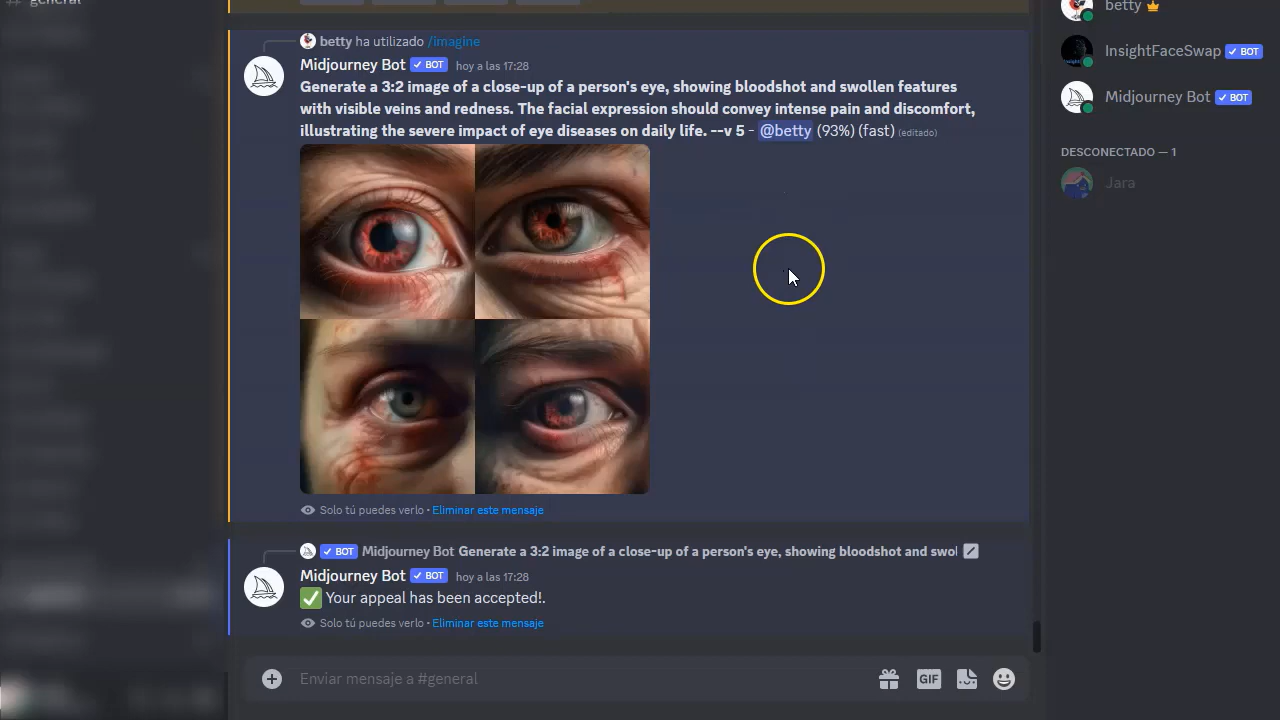 general
betty ha utilizado /imagine
Midjourney Bot ✓ BOT hoy a las 17:28
Generate a 3:2 image of a close-up of a person's eye, showing bloodshot and swollen features
with visible veins and redness. The facial expression should convey intense pain and discomfort,
illustrating the severe impact of eye diseases on daily life. --v 5 - @betty (93%) (fast) (editado)
Solo tú puedes verlo • Eliminar este mensaje
✓ BOT Midjourney Bot Generate a 3:2 image of a close-up of a person's eye, showing bloodshot and swol
Midjourney Bot ✓ BOT hoy a las 17:28
✅ Your appeal has been accepted!.
Solo tú puedes verlo • Eliminar este mensaje
Enviar mensaje a #general
GIF
betty
InsightFaceSwap ✓ BOT
Midjourney Bot ✓ BOT
DESCONECTADO — 1
Jara